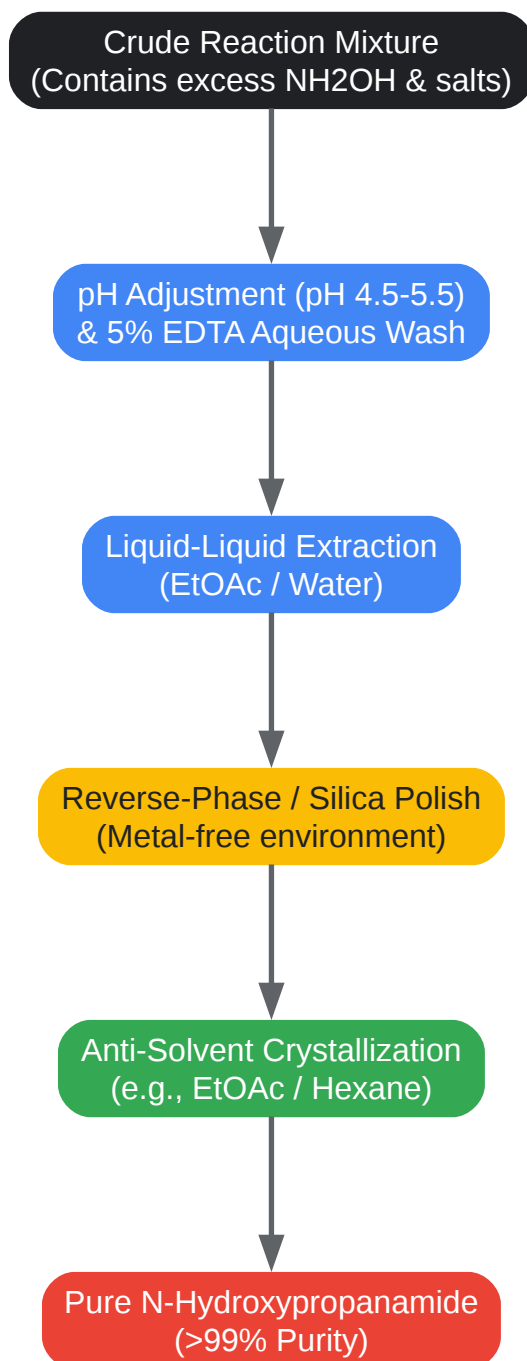 Crude Reaction Mixture
(Contains excess NH2OH & salts)
pH Adjustment (pH 4.5-5.5)
& 5% EDTA Aqueous Wash
Liquid-Liquid Extraction
(EtOAc / Water)
Reverse-Phase / Silica Polish
(Metal-free environment)
Anti-Solvent Crystallization
(e.g., EtOAc / Hexane)
Pure N-Hydroxypropanamide
(>99% Purity)